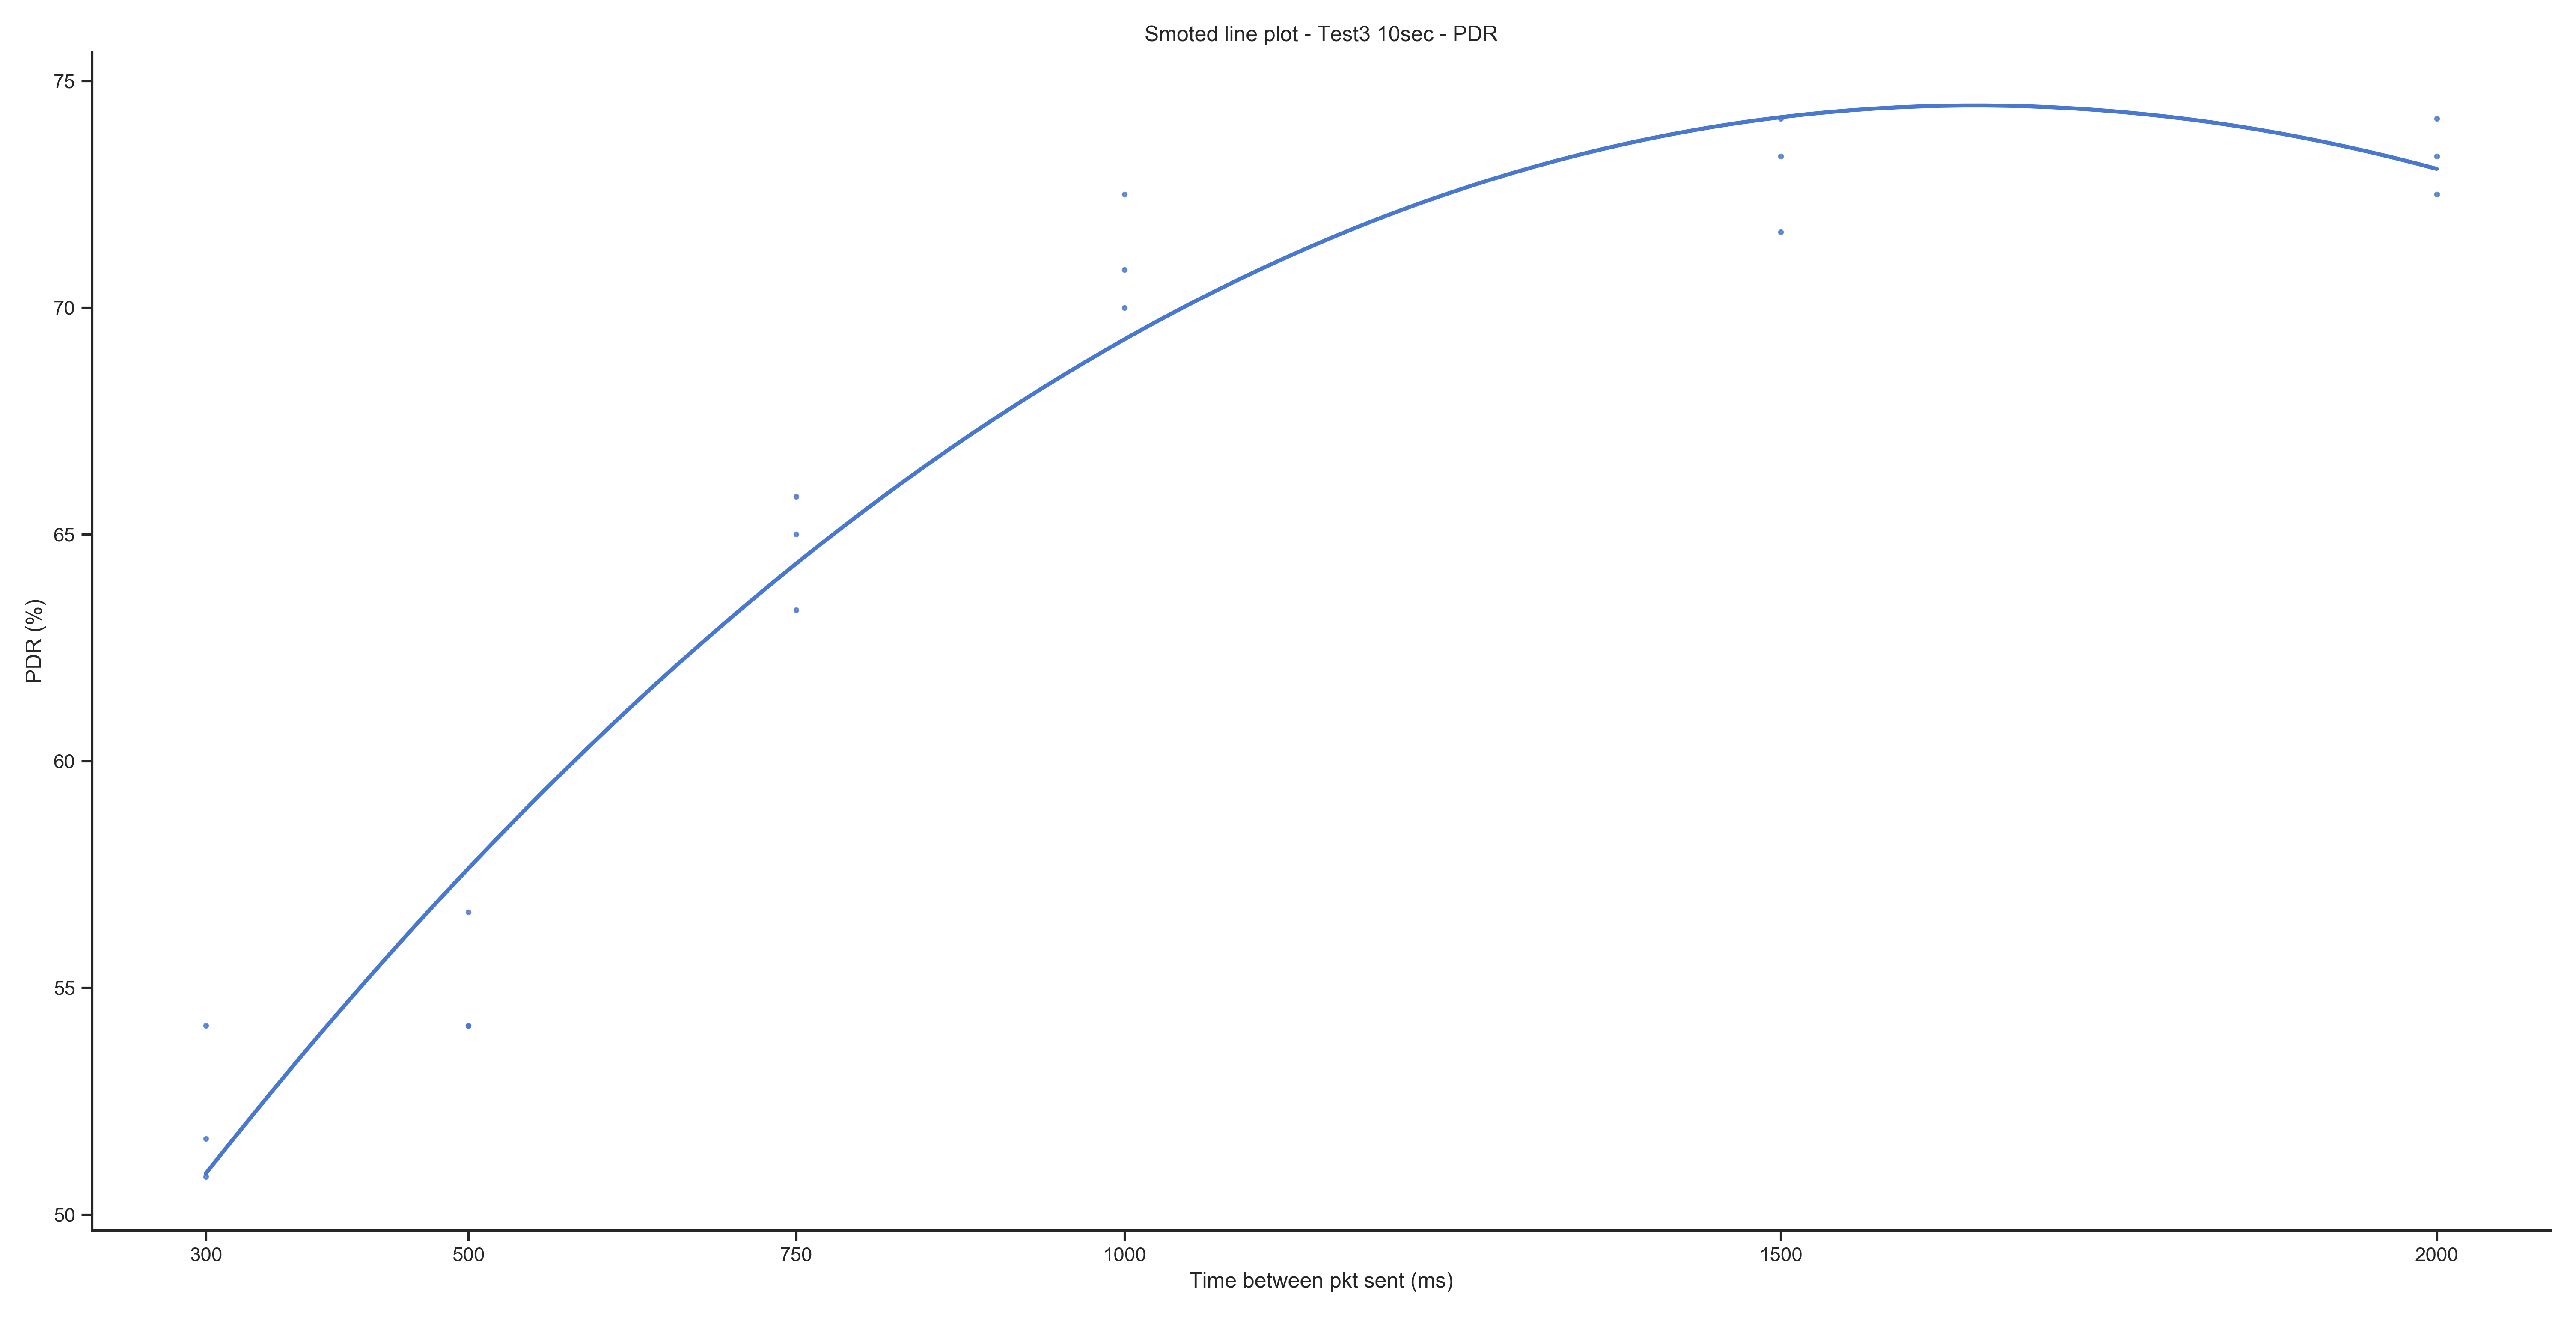 Smoted line plot - Test3 10sec - PDR
75
70
65
60
55
50
PDR (%)
300 500 750 1000 1500 2000
Time between pkt sent (ms)